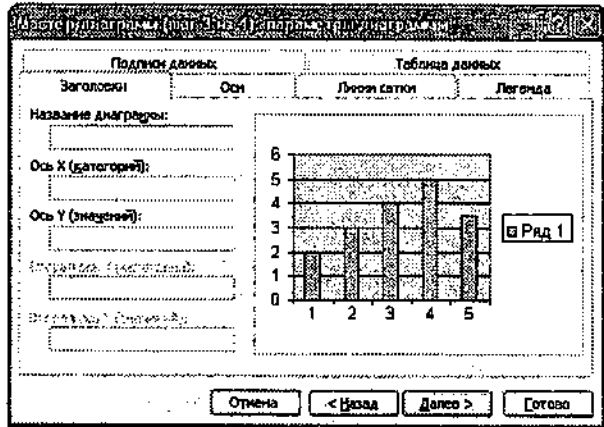 Мастер диаграмм (шаг 3 из 4): параметры диаграммы
Подписи данных
Таблица данных
Заголовки
Оси
Линии сетки
Легенда
Название диаграммы:
Ось X (категорий):
Ось Y (значений):
6
5
4
3
2
1
0
1 2 3 4 5
Ряд 1
Отмена
< Назад
Далее >
Готово